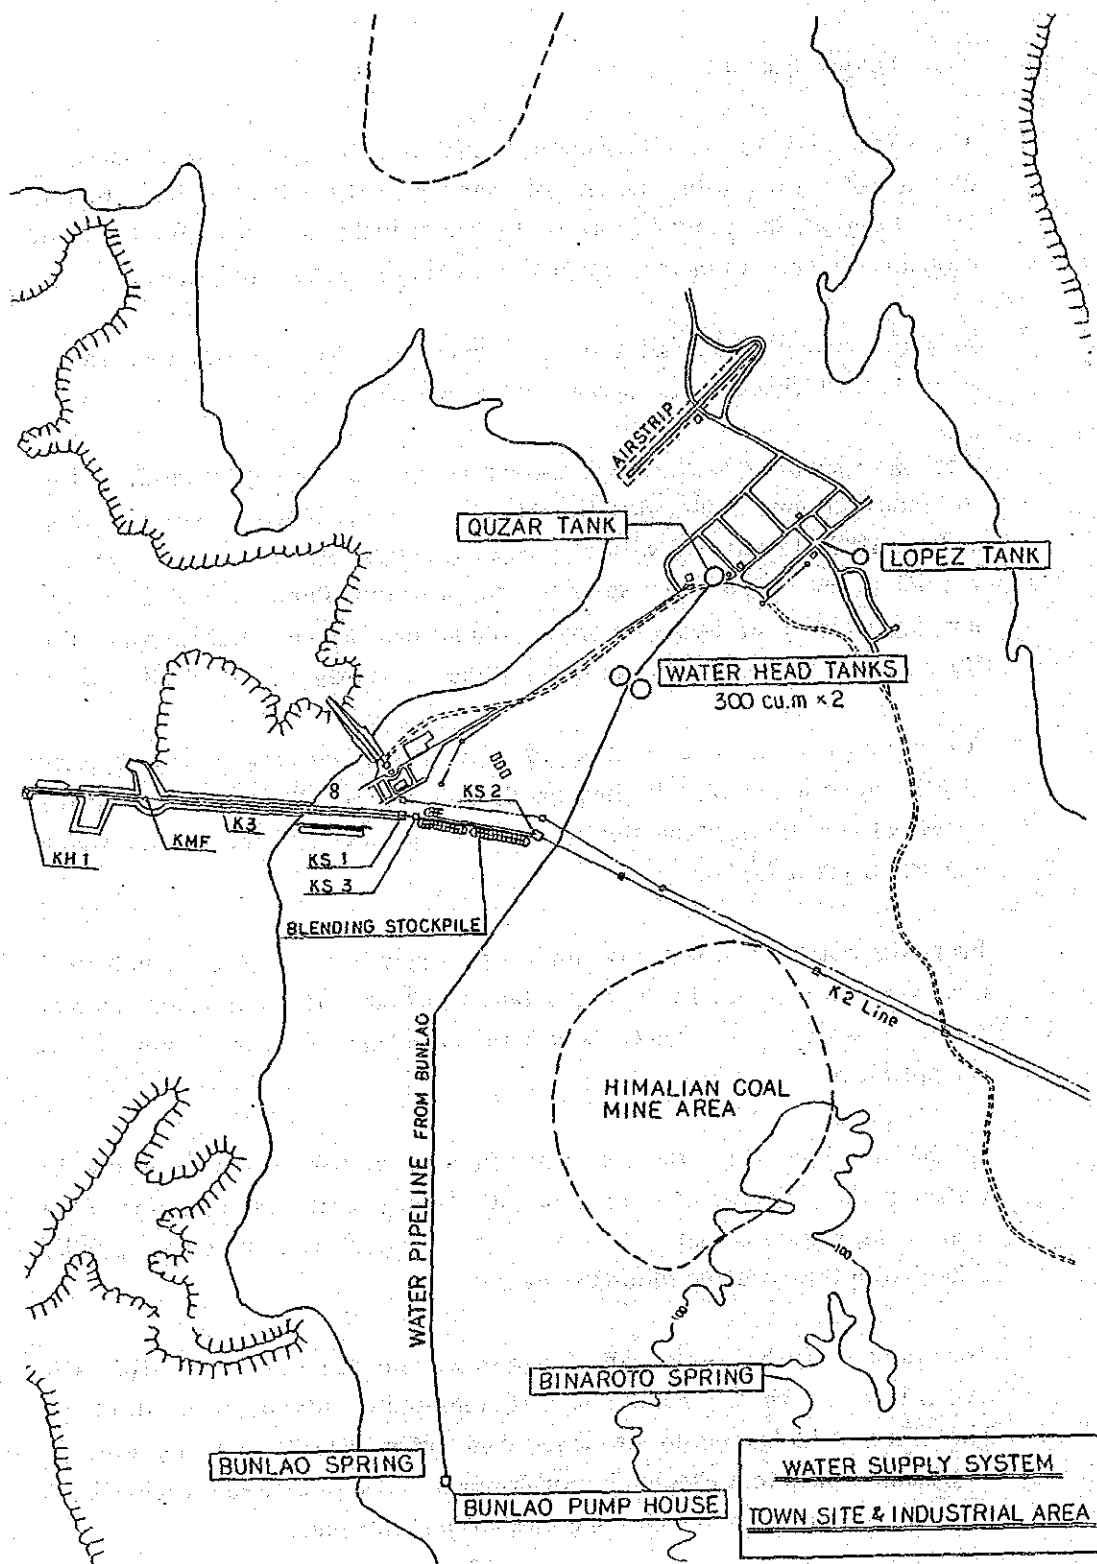 AIRSTRIP
QUZAR TANK
LOPEZ TANK
WATER HEAD TANKS
300 cu.m × 2
8
KS 2
K3
KH 1
KMF
KS 1
KS 3
BLENDING STOCKPILE
K2 Line
WATER PIPELINE FROM BUNLAO
HIMALIAN COAL
MINE AREA
100
100
BINAROTO SPRING
BUNLAO SPRING
BUNLAO PUMP HOUSE
WATER SUPPLY SYSTEM
TOWN SITE & INDUSTRIAL AREA